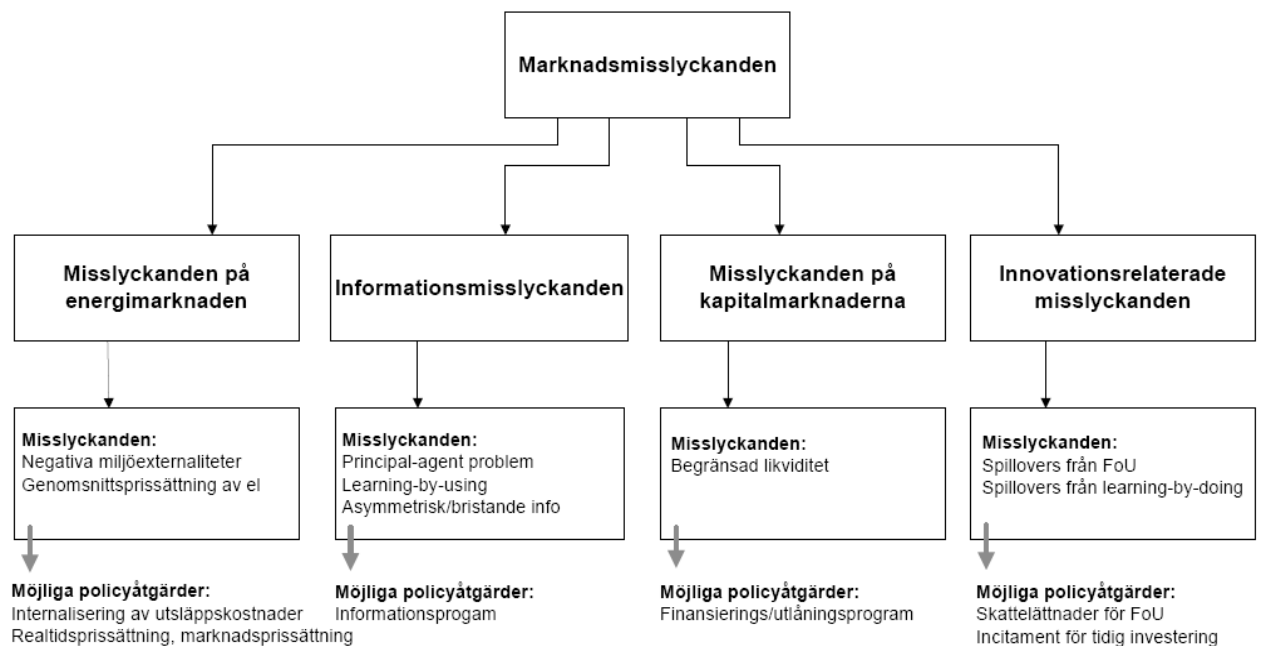 Marknadsmisslyckanden
Misslyckanden på
energimarknaden
Informationsmisslyckanden
Misslyckanden på
kapitalmarknaderna
Innovationsrelaterade
misslyckanden
Misslyckanden:
Negativa miljöexternaliteter
Genomsnittsprissättning av el
Misslyckanden:
Principal-agent problem
Learning-by-using
Asymmetrisk/bristande info
Misslyckanden:
Begränsad likviditet
Misslyckanden:
Spillovers från FoU
Spillovers från learning-by-doing
Möjliga policyåtgärder:
Internalisering av utsläppskostnader
Realtidsprissättning, marknadsprissättning
Möjliga policyåtgärder:
Informationsprogam
Möjliga policyåtgärder:
Finansierings/utlåningsprogram
Möjliga policyåtgärder:
Skattelättnader för FoU
Incitament för tidig investering